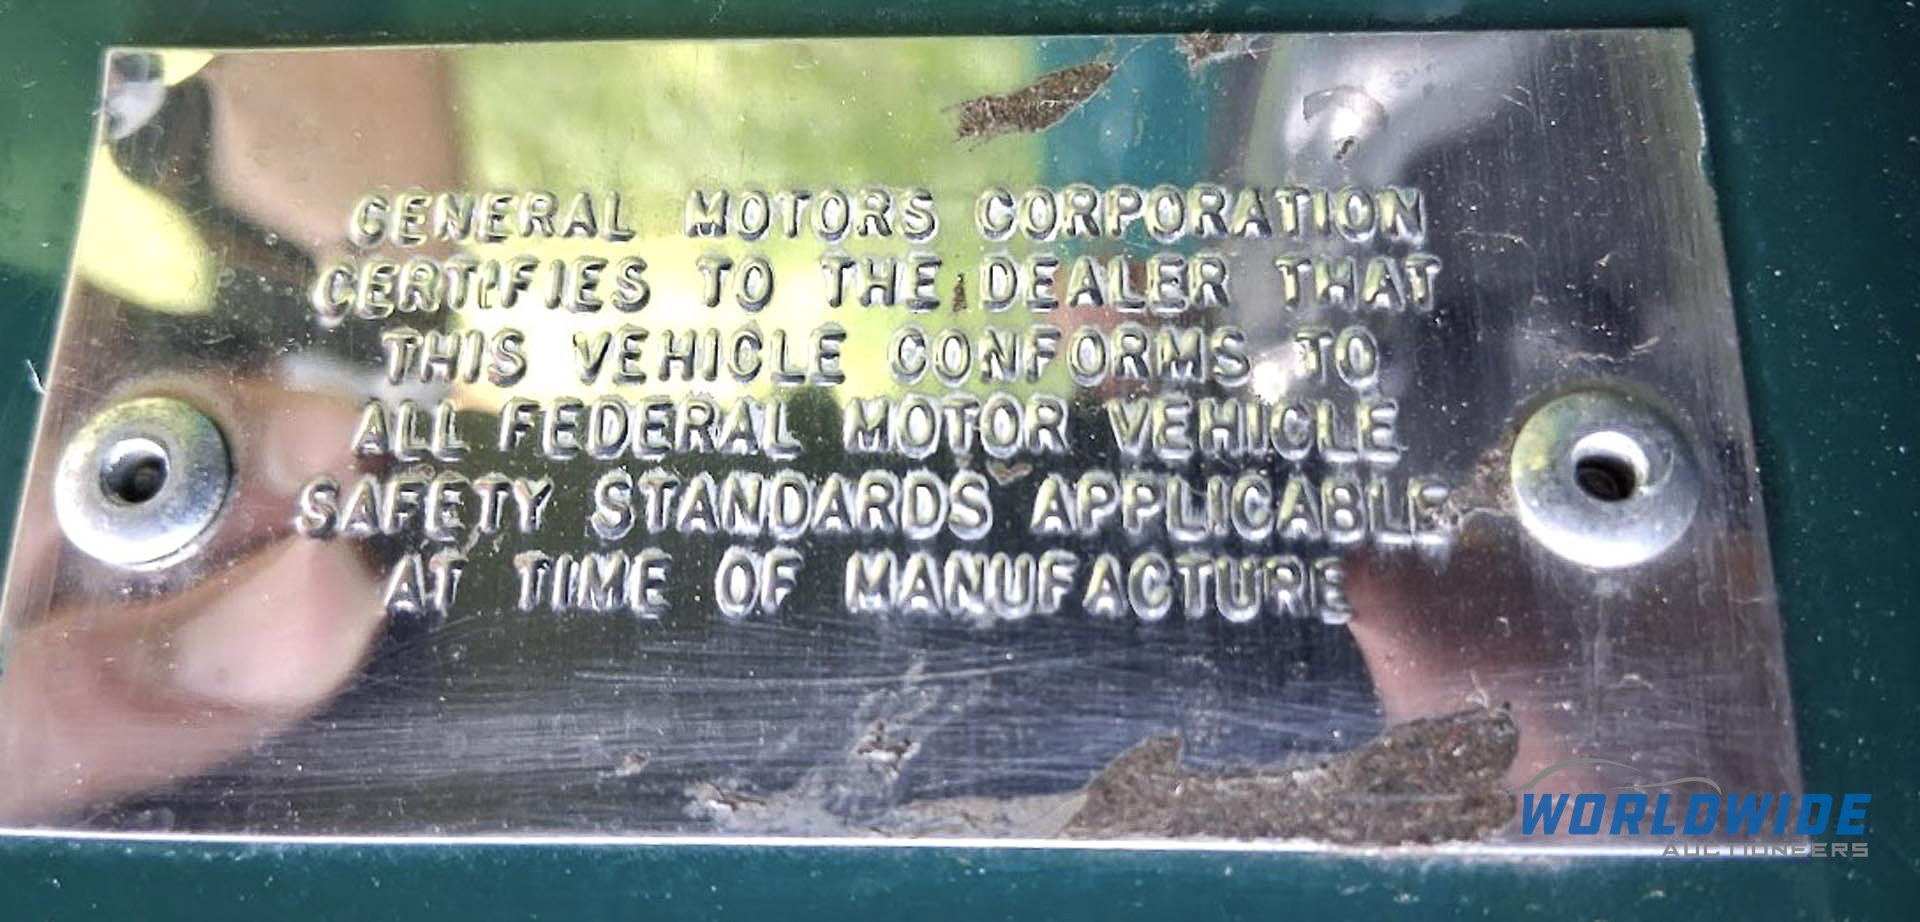 GENERAL MOTORS CORPORATION
CERTIFIES TO THE DEALER THAT
THIS VEHICLE CONFORMS TO
ALL FEDERAL MOTOR VEHICLE
SAFETY STANDARDS APPLICABLE
AT TIME OF MANUFACTURE
WORLDWIDE
AUCTIONEERS